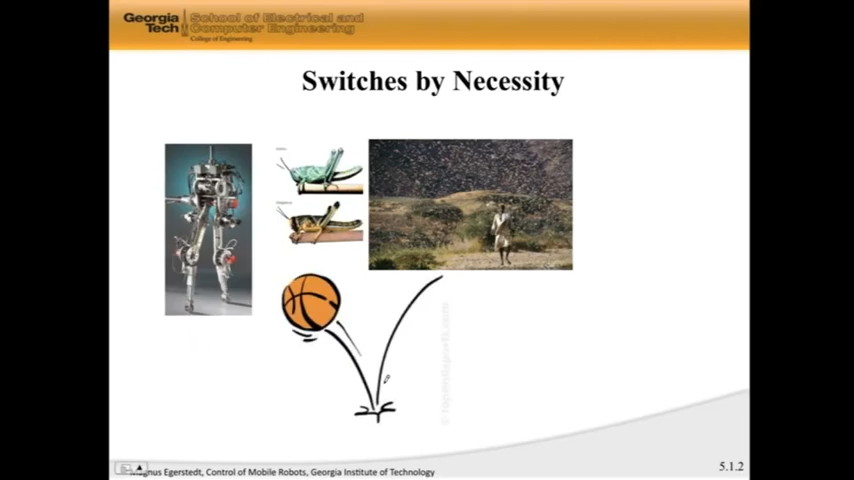 Georgia Tech
School of Electrical and
Computer Engineering
College of Engineering
Switches by Necessity
Magnus Egerstedt, Control of Mobile Robots, Georgia Institute of Technology
5.1.2